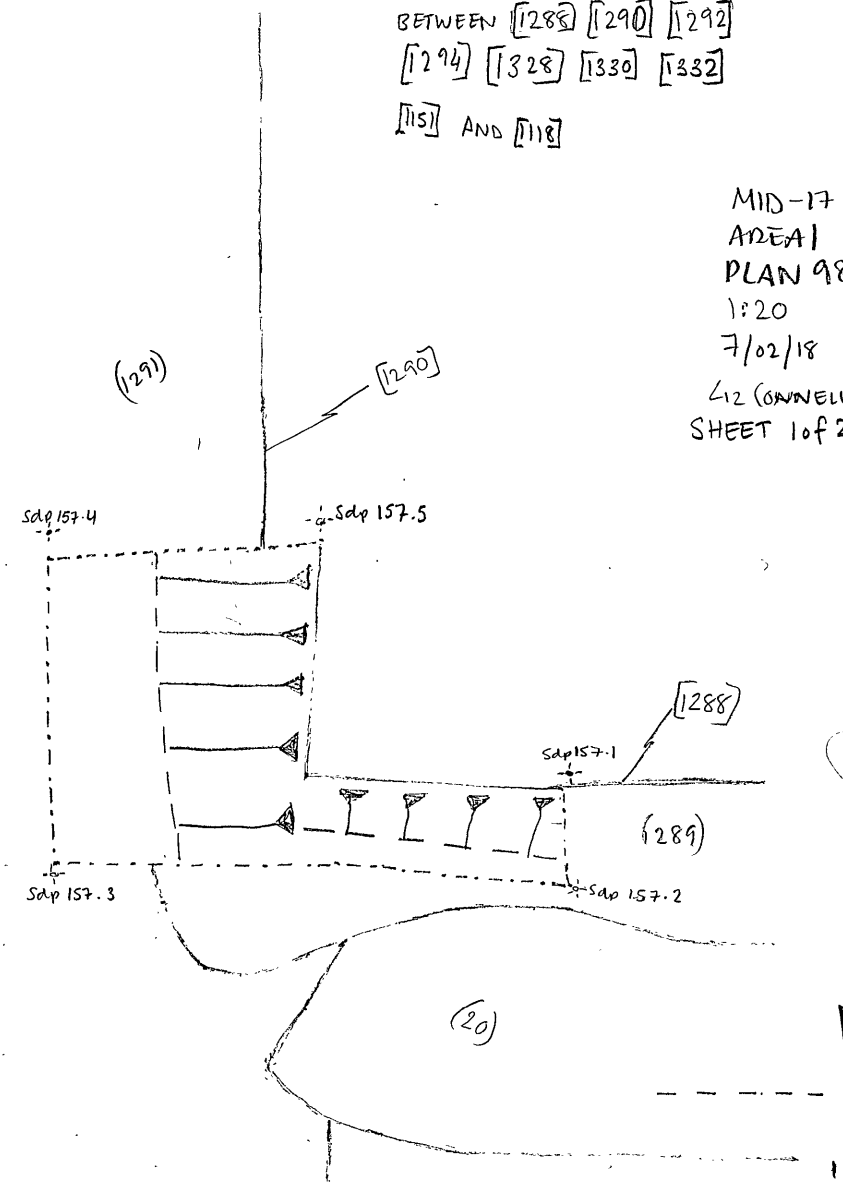 BETWEEN [1288] [1290] [1292]
[1294] [1328] [1330] [1332]
[1151] AND [1118]
MID-17
AREA 1
PLAN 98
1:20
7/02/18
SHEET 1 of 2
(1291)
[1290]
Sdp 157.4
Sdp 157.5
[1288]
Sdp 157.1
(1289)
Sdp 157.3
Sdp 157.2
(20)